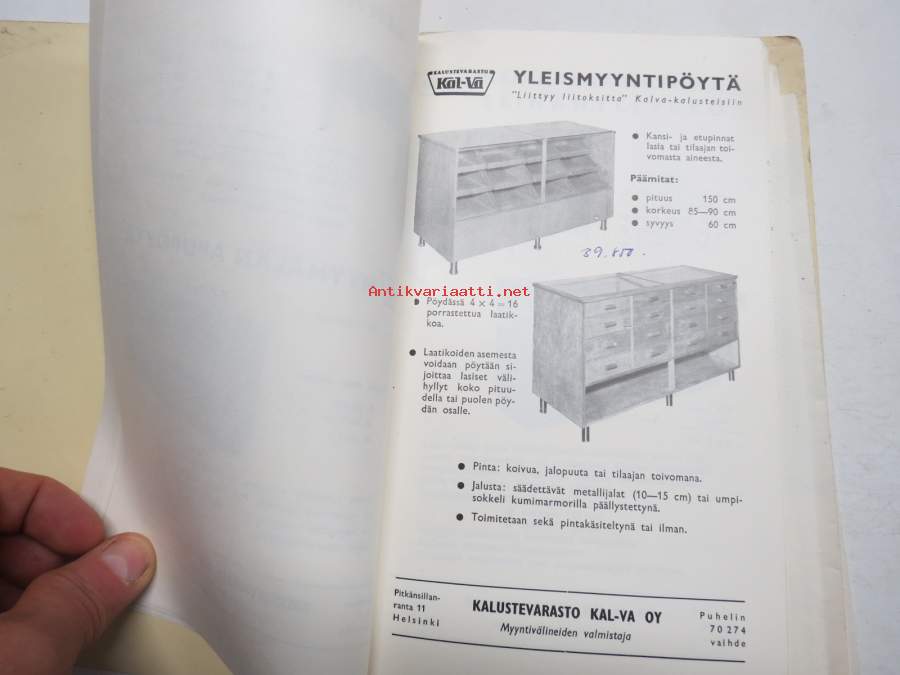 KALUSTEVARASTO
Kal-Va
YLEISMYYNTIPÖYTÄ
"Liittyy liitoksitta" Kalva-kalusteisiin
Kansi- ja etupinnat
lasia tai tilaajan toi-
vomasta aineesta.
Päämitat:
pituus 150 cm
korkeus 85—90 cm
syvyys 60 cm
39.850.
Antikvariaatti.net
Pöydässä 4 × 4 = 16
porrastettua laatik-
koa.
Laatikoiden asemesta
voidaan pöytään si-
joittaa lasiset väli-
hyllyt koko pituu-
della tai puolen pöy-
dän osalle.
Pinta: koivua, jalopuuta tai tilaajan toivomana.
Jalusta: säädettävät metallijalat (10—15 cm) tai umpi-
sokkeli kumimarmorilla päällystettynä.
Toimitetaan sekä pintakäsiteltynä tai ilman.
Pitkänsillan-
ranta 11
Helsinki
KALUSTEVARASTO KAL-VA OY
Myyntivälineiden valmistaja
Puhelin
70 274
vaihde